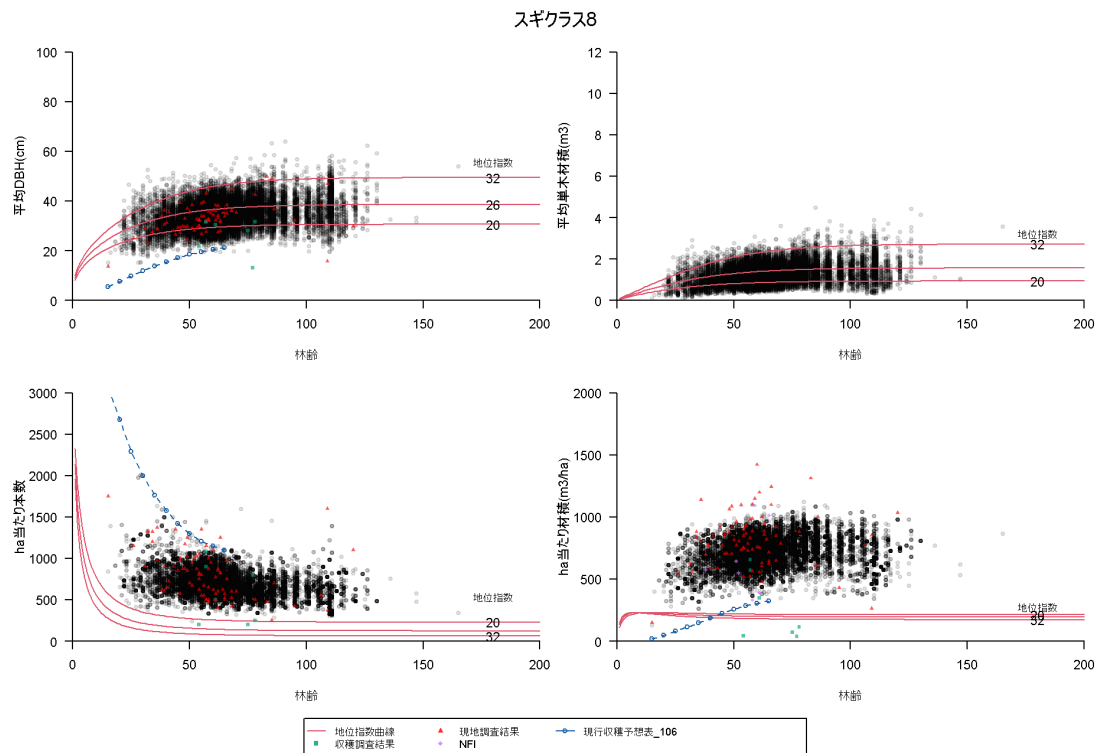 スギクラス8
平均DBH(cm)
100
80
60
40
20
0
0 50 100 150 200
林齢
地位指数
32
26
20
平均単木材積(m3)
12
10
8
6
4
2
0
0 50 100 150 200
林齢
地位指数
32
20
ha当たり本数
3000
2500
2000
1500
1000
500
0
0 50 100 150 200
林齢
地位指数
20
32
ha当たり材積(m3/ha)
2000
1500
1000
500
0
0 50 100 150 200
林齢
地位指数
20
32
地位指数曲線 現地調査結果 現行収穫予想表_106
収穫調査結果 NFI